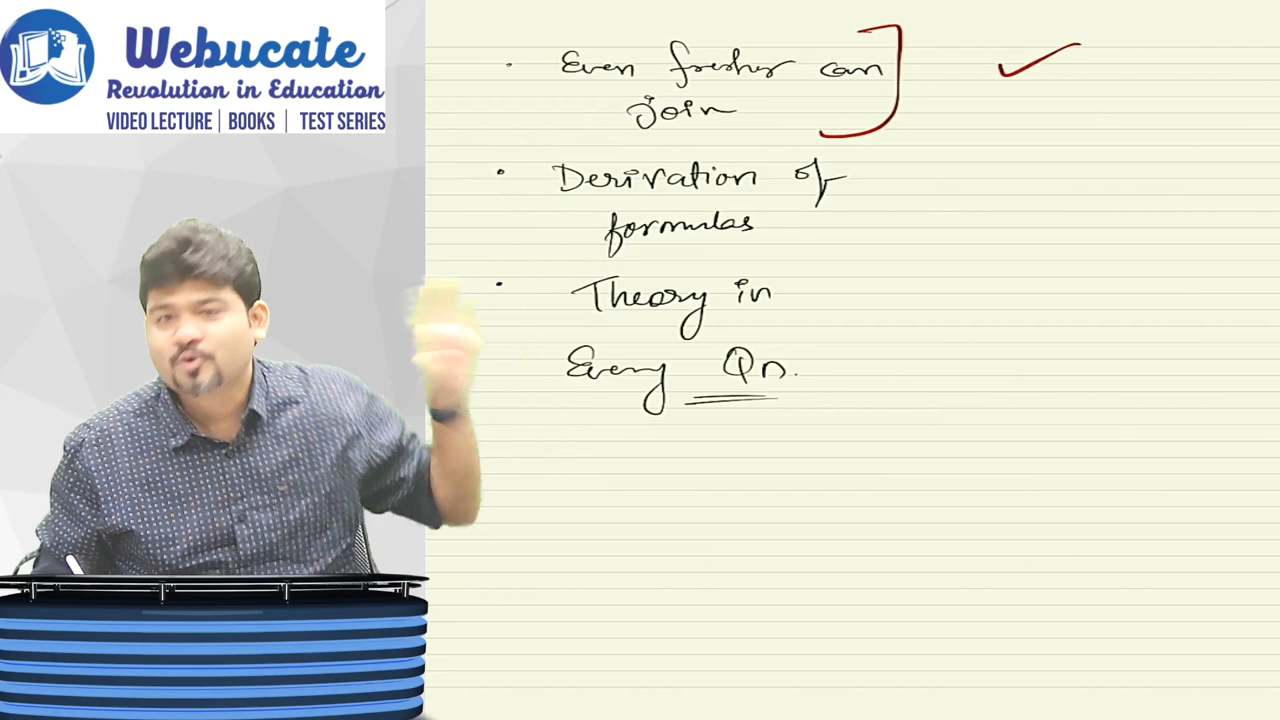 Webucate
Revolution in Education
VIDEO LECTURE | BOOKS | TEST SERIES
Even fresher can
join
Derivation of
formulas
Theory in
Every Qn.